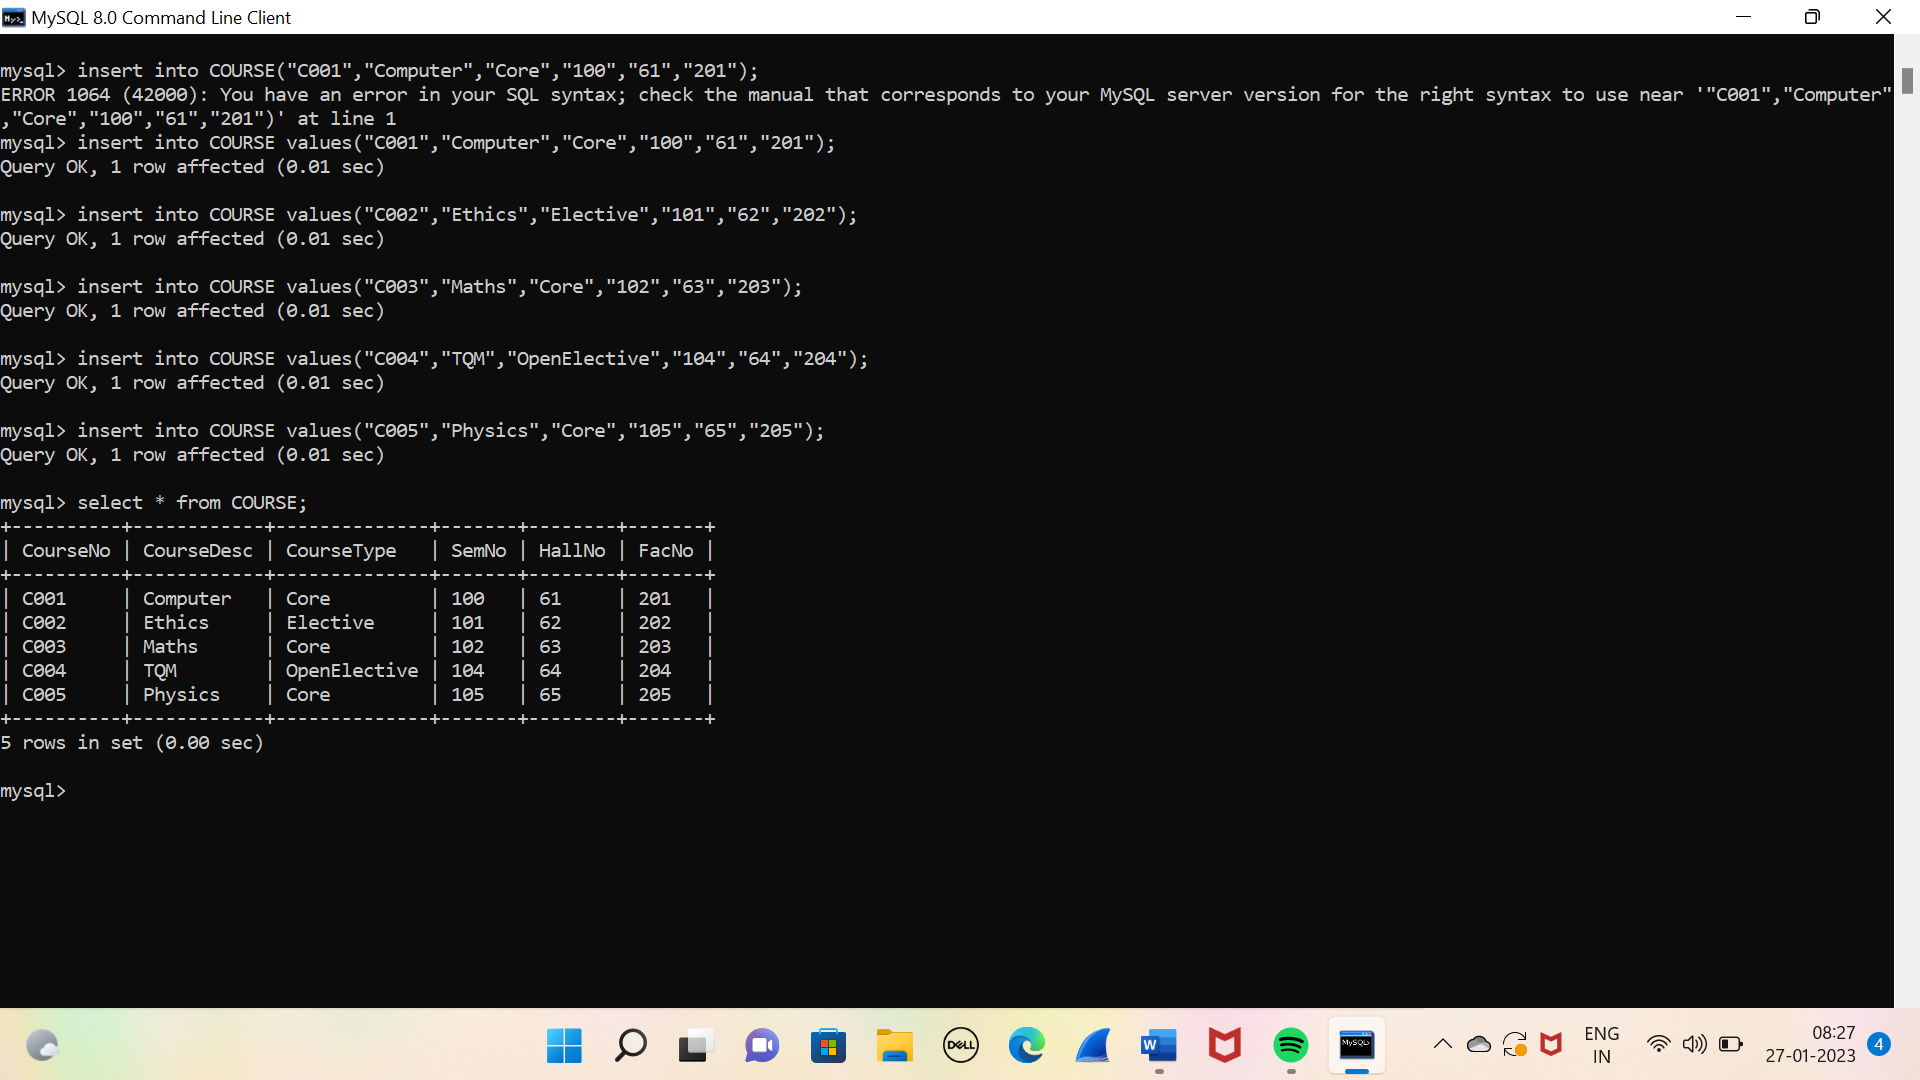 MySQL 8.0 Command Line Client
mysql> insert into COURSE("C001","Computer","Core","100","61","201");
ERROR 1064 (42000): You have an error in your SQL syntax; check the manual that corresponds to your MySQL server version for the right syntax to use near '"C001","Computer"
,"Core","100","61","201")' at line 1
mysql> insert into COURSE values("C001","Computer","Core","100","61","201");
Query OK, 1 row affected (0.01 sec)
mysql> insert into COURSE values("C002","Ethics","Elective","101","62","202");
Query OK, 1 row affected (0.01 sec)
mysql> insert into COURSE values("C003","Maths","Core","102","63","203");
Query OK, 1 row affected (0.01 sec)
mysql> insert into COURSE values("C004","TQM","OpenElective","104","64","204");
Query OK, 1 row affected (0.01 sec)
mysql> insert into COURSE values("C005","Physics","Core","105","65","205");
Query OK, 1 row affected (0.01 sec)
mysql> select * from COURSE;
+----------+------------+--------------+-------+--------+-------+
| CourseNo | CourseDesc | CourseType   | SemNo | HallNo | FacNo |
+----------+------------+--------------+-------+--------+-------+
| C001     | Computer   | Core         | 100   | 61     | 201   |
| C002     | Ethics     | Elective     | 101   | 62     | 202   |
| C003     | Maths      | Core         | 102   | 63     | 203   |
| C004     | TQM        | OpenElective | 104   | 64     | 204   |
| C005     | Physics    | Core         | 105   | 65     | 205   |
+----------+------------+--------------+-------+--------+-------+
5 rows in set (0.00 sec)
mysql>
DELL
W
MySQL>
ENG
IN
08:27
27-01-2023
4